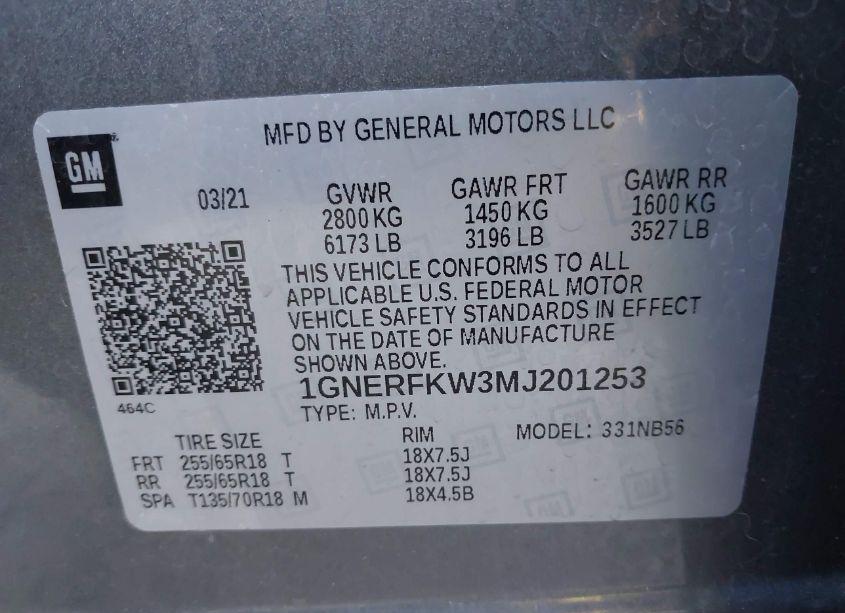 GM
MFD BY GENERAL MOTORS LLC
03/21 GVWR GAWR FRT GAWR RR
2800 KG 1450 KG 1600 KG
6173 LB 3196 LB 3527 LB
THIS VEHICLE CONFORMS TO ALL
APPLICABLE U.S. FEDERAL MOTOR
VEHICLE SAFETY STANDARDS IN EFFECT
ON THE DATE OF MANUFACTURE
SHOWN ABOVE.
1GNERFKW3MJ201253
464C
TYPE: M.P.V.
TIRE SIZE RIM MODEL: 331NB56
FRT 255/65R18 T 18X7.5J
RR 255/65R18 T 18X7.5J
SPA T135/70R18 M 18X4.5B